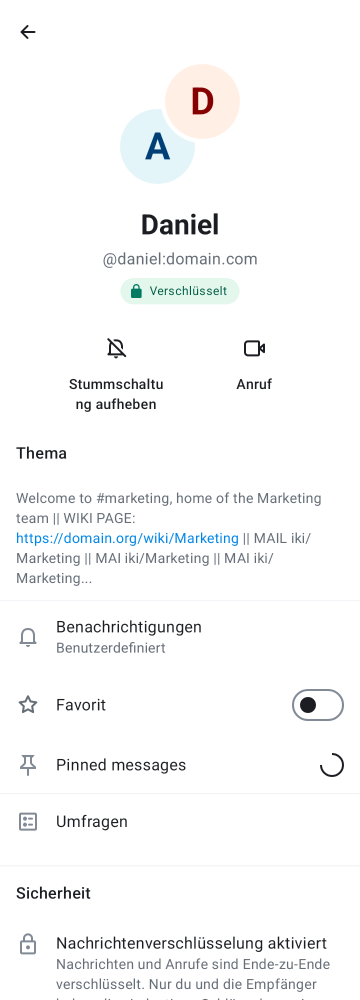 D
A
Daniel
@daniel:domain.com
Verschlüsselt
Stummschaltu
ng aufheben
Anruf
Thema
Welcome to #marketing, home of the Marketing
team || WIKI PAGE:
https://domain.org/wiki/Marketing || MAIL iki/
Marketing || MAI iki/Marketing || MAI iki/
Marketing...
Benachrichtigungen
Benutzerdefiniert
Favorit
Pinned messages
Umfragen
Sicherheit
Nachrichtenverschlüsselung aktiviert
Nachrichten und Anrufe sind Ende-zu-Ende
verschlüsselt. Nur du und die Empfänger